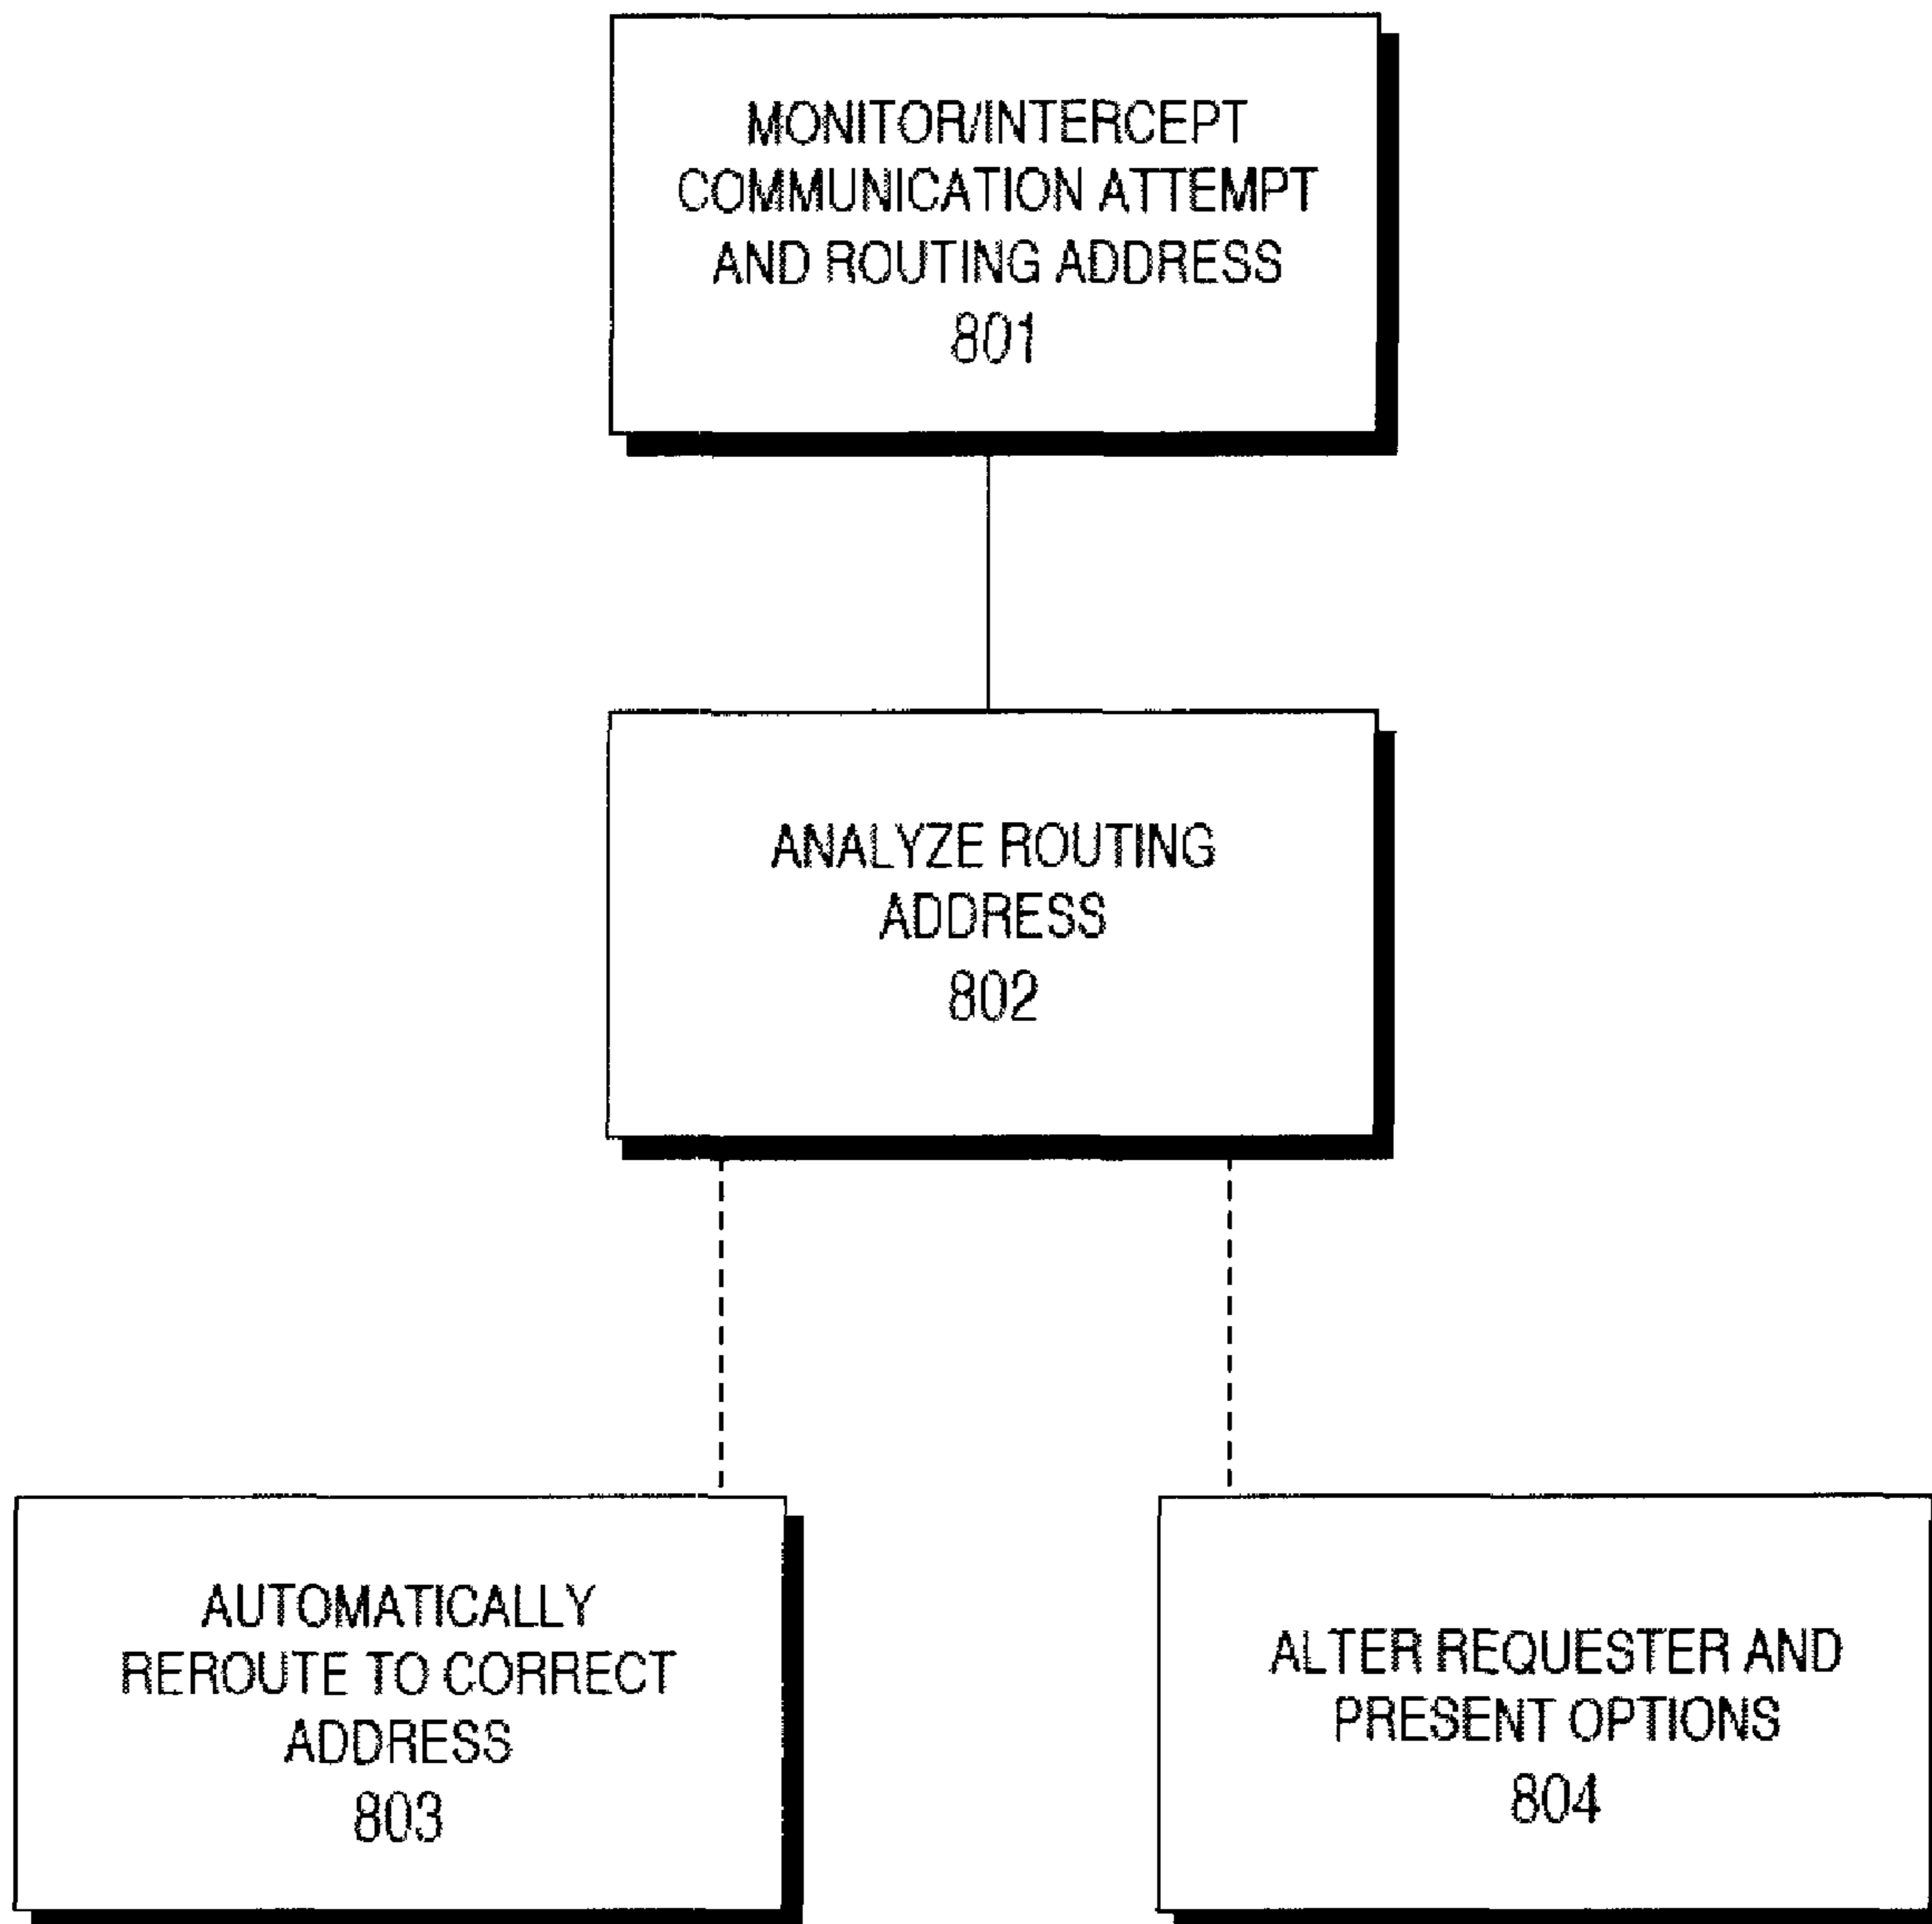 MONITOR/INTERCEPT
COMMUNICATION ATTEMPT
AND ROUTING ADDRESS
801
ANALYZE ROUTING
ADDRESS
802
AUTOMATICALLY
REROUTE TO CORRECT
ADDRESS
803
ALTER REQUESTER AND
PRESENT OPTIONS
804